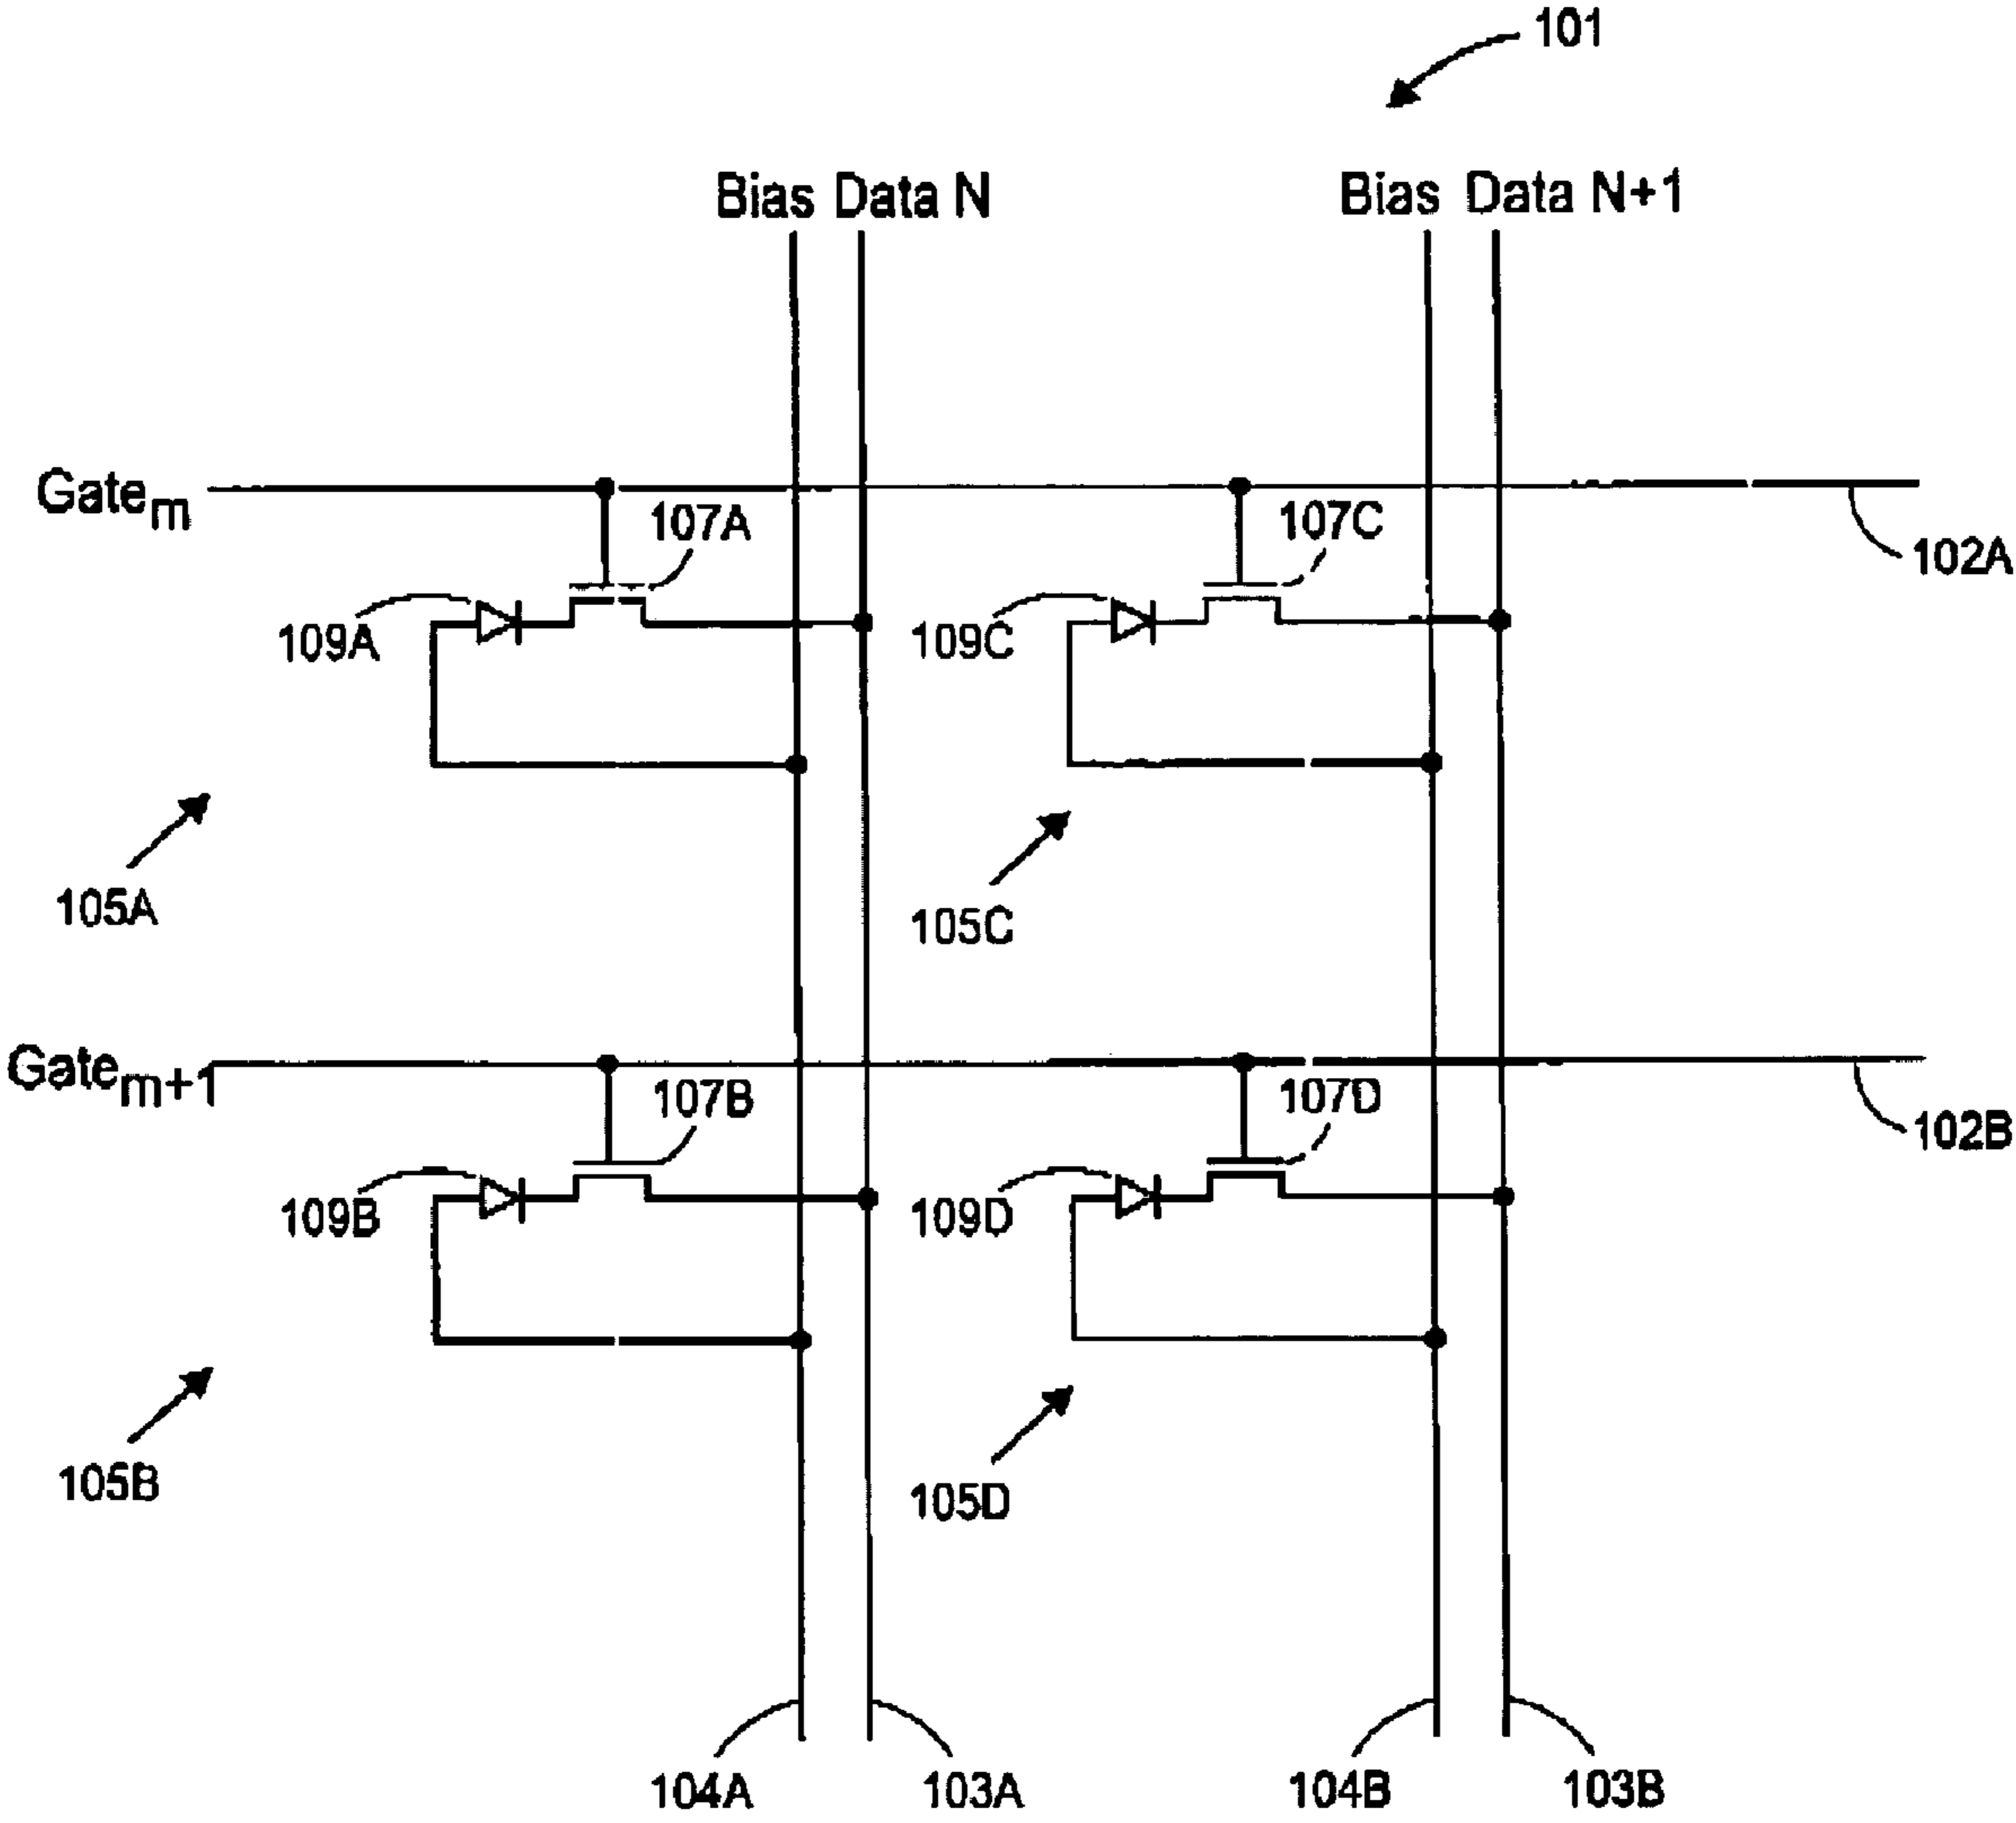 101
Bias Data N
Bias Data N+1
Gatem
107A
107C
102A
109A
109C
105A
105C
Gatem+1
107B
107D
102B
109B
109D
105B
105D
104A
103A
104B
103B